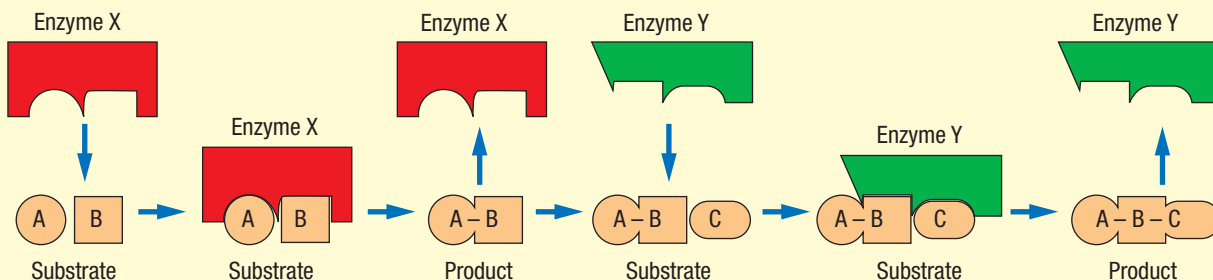 Enzyme X
Enzyme X
Enzyme Y
Enzyme Y
Enzyme X
Enzyme Y
A
B
A
B
A – B
A – B
C
A – B
C
A – B – C
Substrate
Substrate
Product
Substrate
Substrate
Product